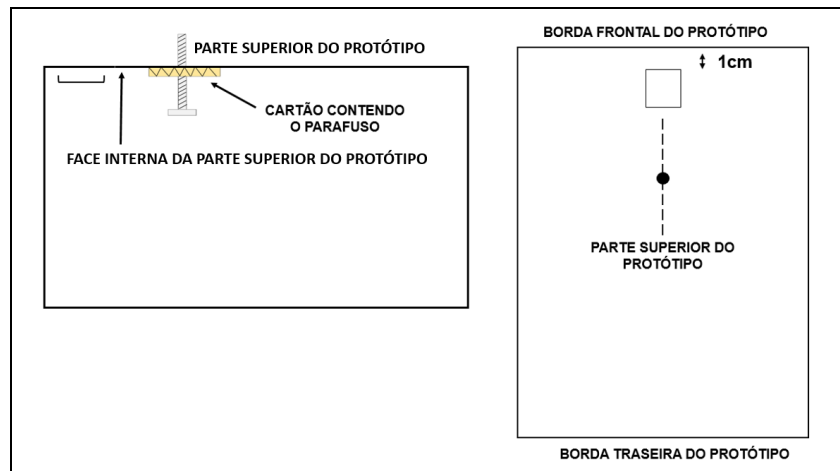 PARTE SUPERIOR DO PROTÓTIPO
CARTÃO CONTENDO
O PARAFUSO
FACE INTERNA DA PARTE SUPERIOR DO PROTÓTIPO
BORDA FRONTAL DO PROTÓTIPO
1cm
PARTE SUPERIOR DO
PROTÓTIPO
BORDA TRASEIRA DO PROTÓTIPO